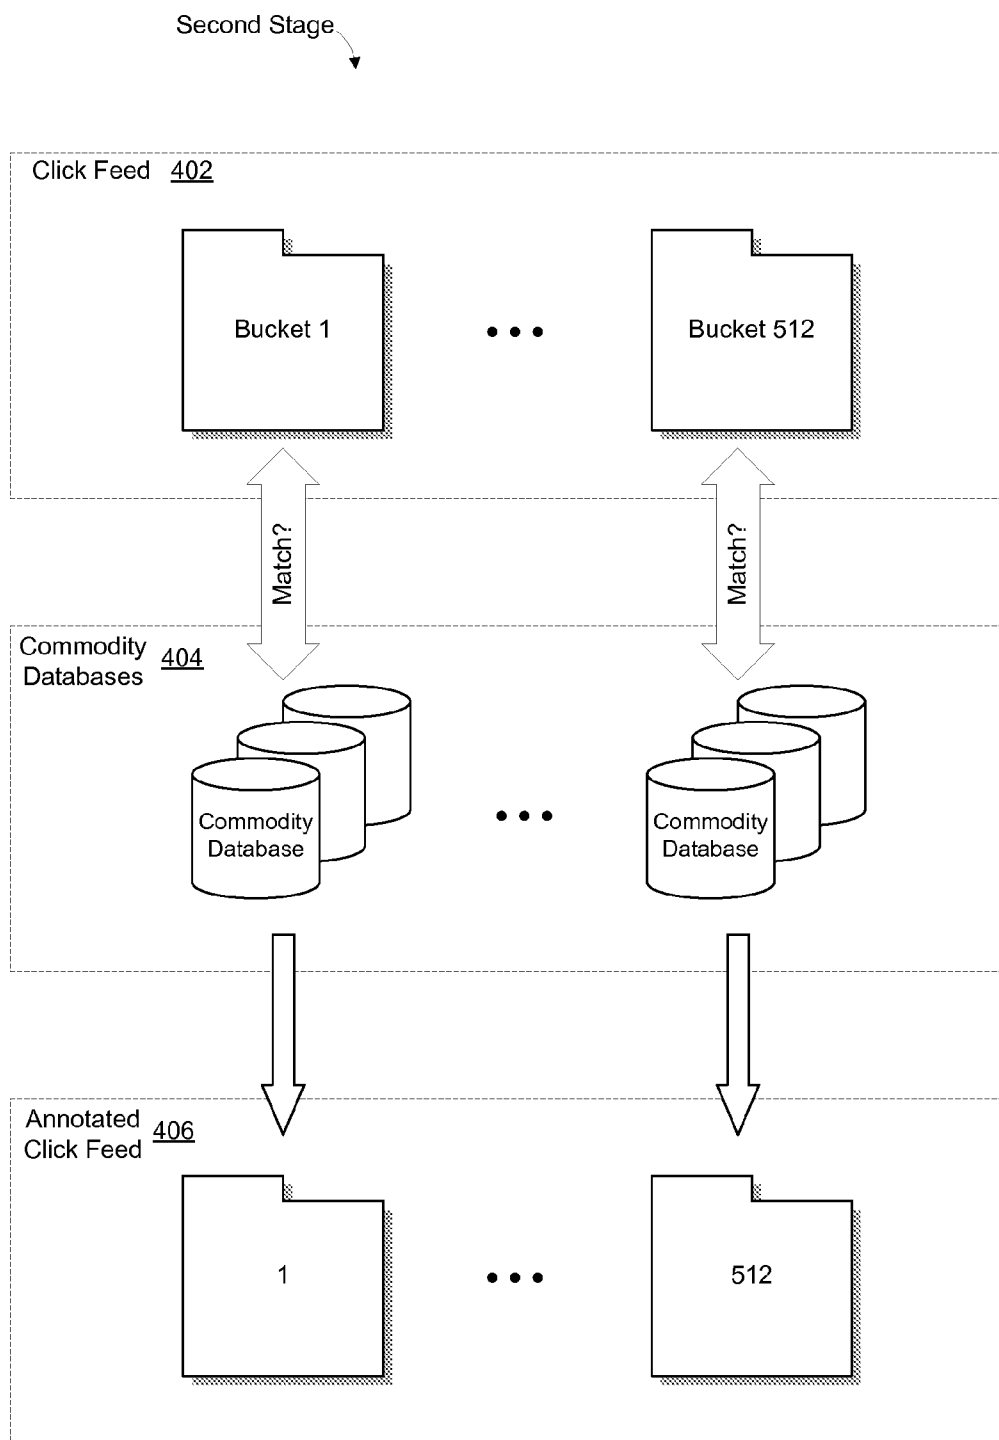 Second Stage
Click Feed 402
Bucket 1
Bucket 512
Match?
Match?
Commodity
Databases 404
Commodity
Database
Commodity
Database
Annotated
Click Feed 406
1
512